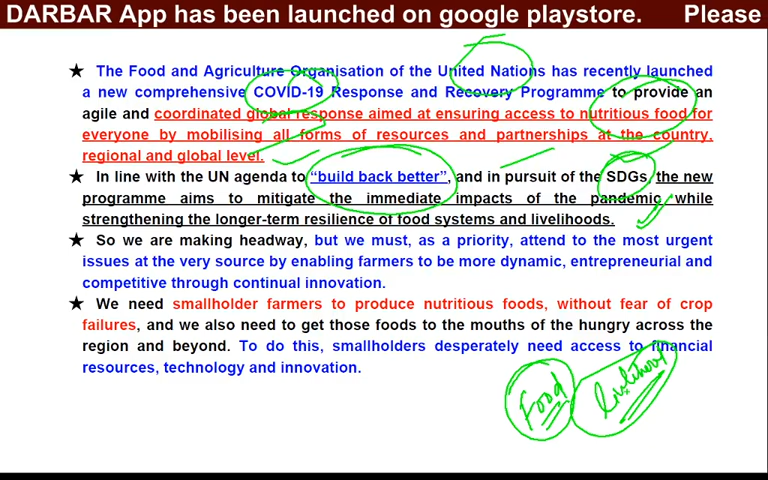 DARBAR App has been launched on google playstore. Please
★ The Food and Agriculture Organisation of the United Nations has recently launched
a new comprehensive COVID-19 Response and Recovery Programme to provide an
agile and coordinated global response aimed at ensuring access to nutritious food for
everyone by mobilising all forms of resources and partnerships at the country,
regional and global level.
★ In line with the UN agenda to “build back better”, and in pursuit of the SDGs, the new
programme aims to mitigate the immediate impacts of the pandemic while
strengthening the longer-term resilience of food systems and livelihoods.
★ So we are making headway, but we must, as a priority, attend to the most urgent
issues at the very source by enabling farmers to be more dynamic, entrepreneurial and
competitive through continual innovation.
★ We need smallholder farmers to produce nutritious foods, without fear of crop
failures, and we also need to get those foods to the mouths of the hungry across the
region and beyond. To do this, smallholders desperately need access to financial
resources, technology and innovation.
Food